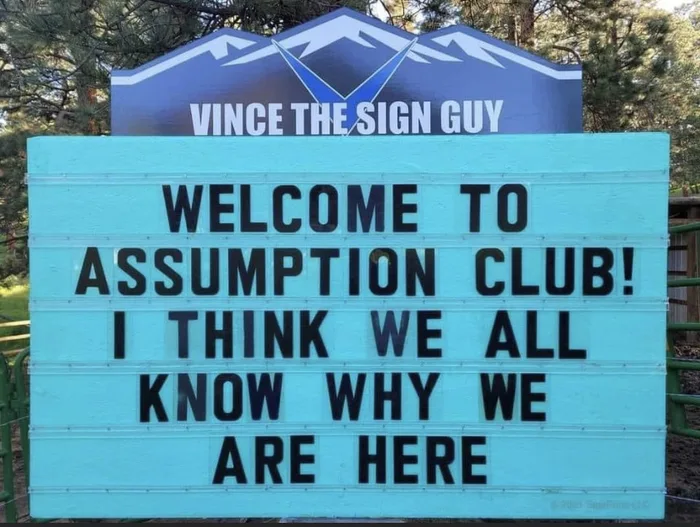 VINCE THE SIGN GUY
WELCOME TO
ASSUMPTION CLUB!
I THINK WE ALL
KNOW WHY WE
ARE HERE